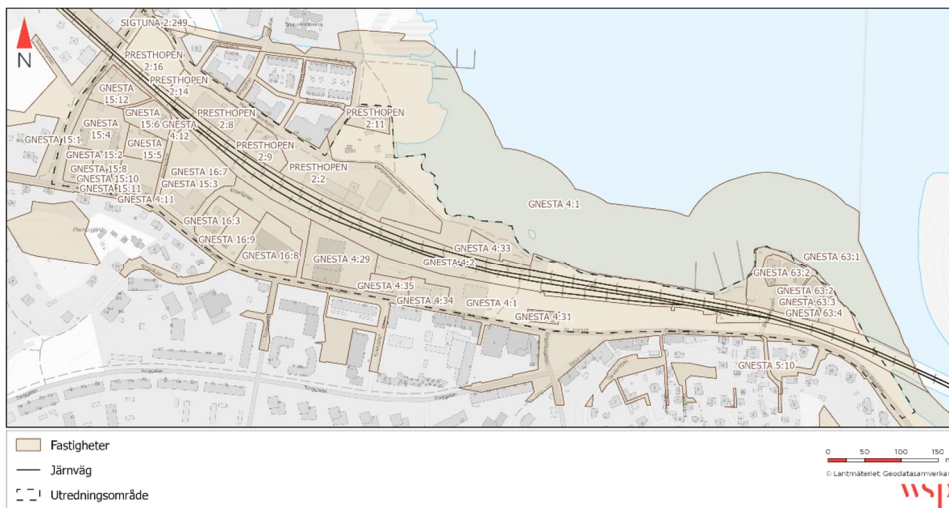 SIGTUNA 2:249
N
PRESTHOPEN
2:16
PRESTHOPEN
2:14
GNESTA
15:12
GNESTA
15:6
GNESTA
4:12
PRESTHOPEN
2:8
PRESTHOPEN
2:11
GNESTA
15:4
GNESTA 15:1
GNESTA
15:5
PRESTHOPEN
2:9
GNESTA 15:2
GNESTA 15:8
GNESTA 15:10
GNESTA 15:11
GNESTA 4:11
GNESTA 16:7
GNESTA 15:3
PRESTHOPEN
2:2
GNESTA 4:1
GNESTA 16:3
GNESTA 16:9
GNESTA 16:8
GNESTA 4:29
GNESTA 4:33
GNESTA 4:2
GNESTA 63:1
GNESTA 63:2
GNESTA 63:2
GNESTA 63:3
GNESTA 63:4
GNESTA 4:35
GNESTA 4:34
GNESTA 4:1
GNESTA 4:31
GNESTA 5:10
Torggatan
Torggatan
Fastigheter
Järnväg
Utredningsområde
0 50 100 150
© Lantmäteriet, Geodatasamverkan
wsp